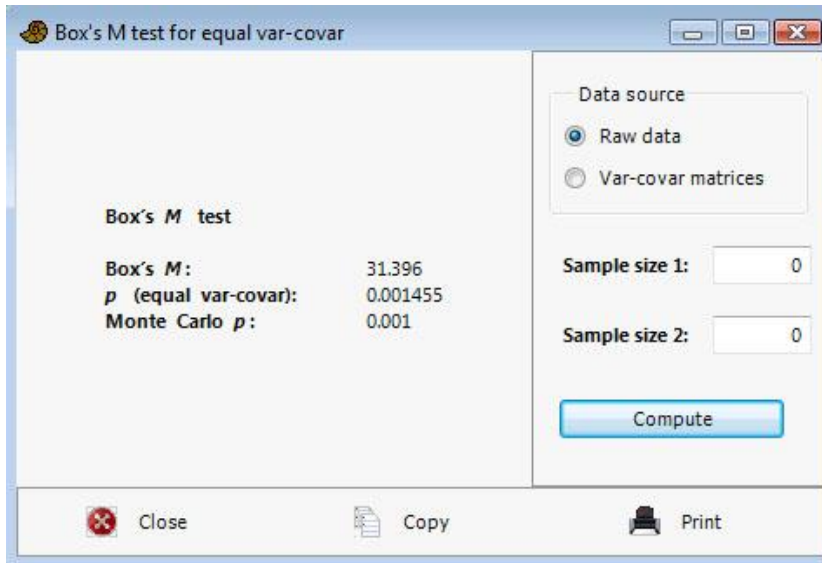 Box's M test for equal var-covar
Box´s M test
Box´s M: 31.396
p (equal var-covar): 0.001455
Monte Carlo p: 0.001
Data source
Raw data
Var-covar matrices
Sample size 1: 0
Sample size 2: 0
Compute
Close Copy Print